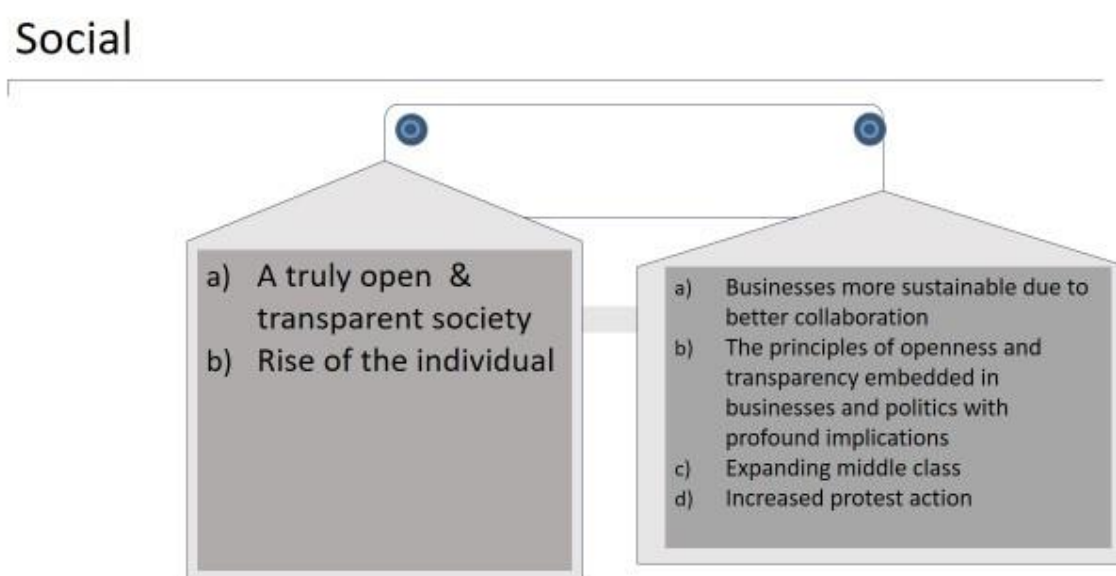 Social
a) A truly open &
transparent society
b) Rise of the individual
a) Businesses more sustainable due to
better collaboration
b) The principles of openness and
transparency embedded in
businesses and politics with
profound implications
c) Expanding middle class
d) Increased protest action